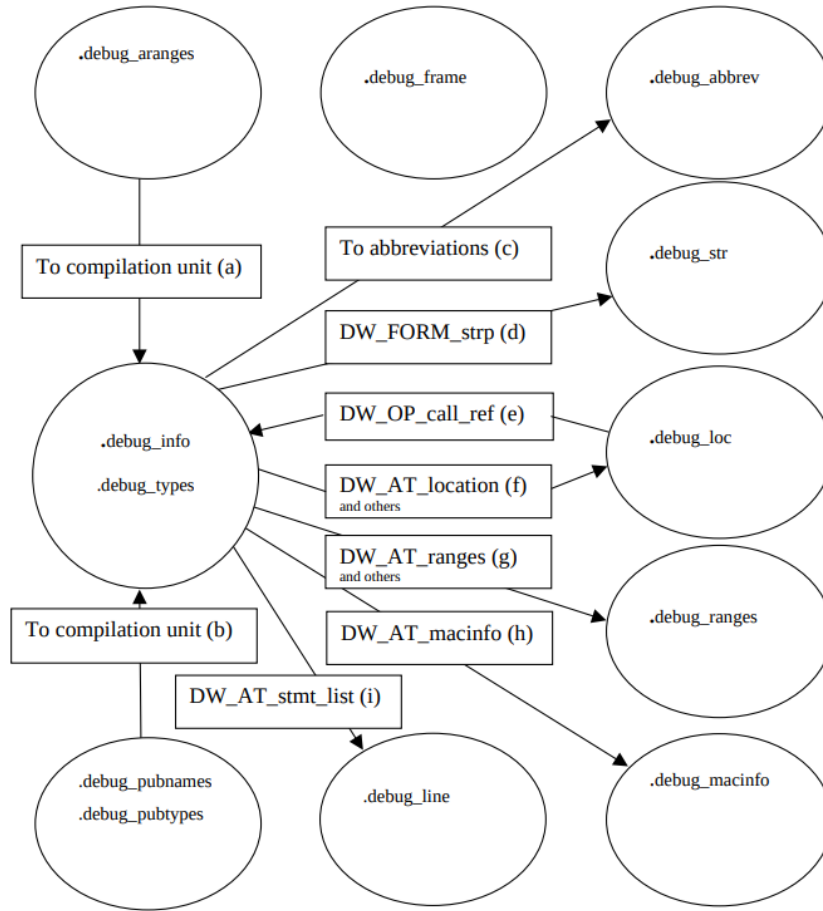 .debug_aranges
.debug_frame
.debug_abbrev
To compilation unit (a)
To abbreviations (c)
.debug_str
DW_FORM_strp (d)
DW_OP_call_ref (e)
.debug_info
.debug_types
.debug_loc
DW_AT_location (f)
and others
DW_AT_ranges (g)
and others
To compilation unit (b)
DW_AT_macinfo (h)
.debug_ranges
DW_AT_stmt_list (i)
.debug_pubnames
.debug_pubtypes
.debug_line
.debug_macinfo